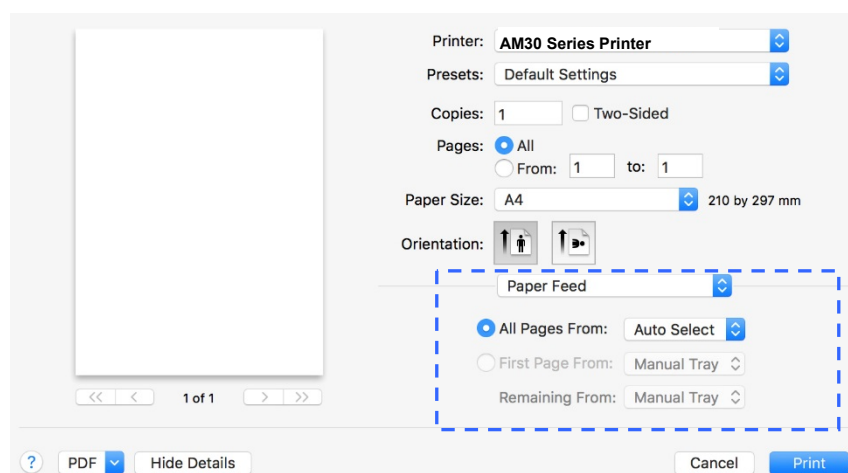 Printer: AM30 Series Printer
Presets: Default Settings
Copies: 1 Two-Sided
Pages: All
From: 1 to: 1
Paper Size: A4 210 by 297 mm
Orientation:
Paper Feed
All Pages From: Auto Select
First Page From: Manual Tray
Remaining From: Manual Tray
<< < 1 of 1 > >>
? PDF Hide Details Cancel Print